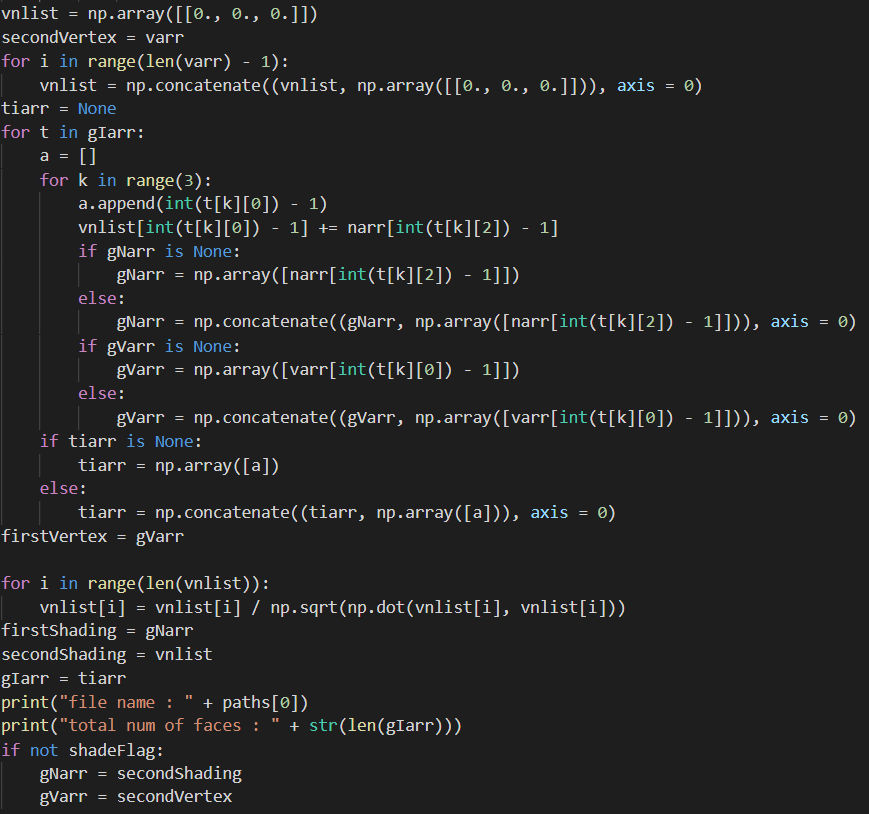 vnlist = np.array([[0., 0., 0.]])
secondVertex = varr
for i in range(len(varr) - 1):
    vnlist = np.concatenate((vnlist, np.array([[0., 0., 0.]])), axis = 0)
tiarr = None
for t in gIarr:
    a = []
    for k in range(3):
        a.append(int(t[k][0]) - 1)
        vnlist[int(t[k][0]) - 1] += narr[int(t[k][2]) - 1]
        if gNarr is None:
            gNarr = np.array([narr[int(t[k][2]) - 1]])
        else:
            gNarr = np.concatenate((gNarr, np.array([narr[int(t[k][2]) - 1]])), axis = 0)
        if gVarr is None:
            gVarr = np.array([varr[int(t[k][0]) - 1]])
        else:
            gVarr = np.concatenate((gVarr, np.array([varr[int(t[k][0]) - 1]])), axis = 0)
    if tiarr is None:
        tiarr = np.array([a])
    else:
        tiarr = np.concatenate((tiarr, np.array([a])), axis = 0)
firstVertex = gVarr

for i in range(len(vnlist)):
    vnlist[i] = vnlist[i] / np.sqrt(np.dot(vnlist[i], vnlist[i]))
firstShading = gNarr
secondShading = vnlist
gIarr = tiarr
print("file name : " + paths[0])
print("total num of faces : " + str(len(gIarr)))
if not shadeFlag:
    gNarr = secondShading
    gVarr = secondVertex